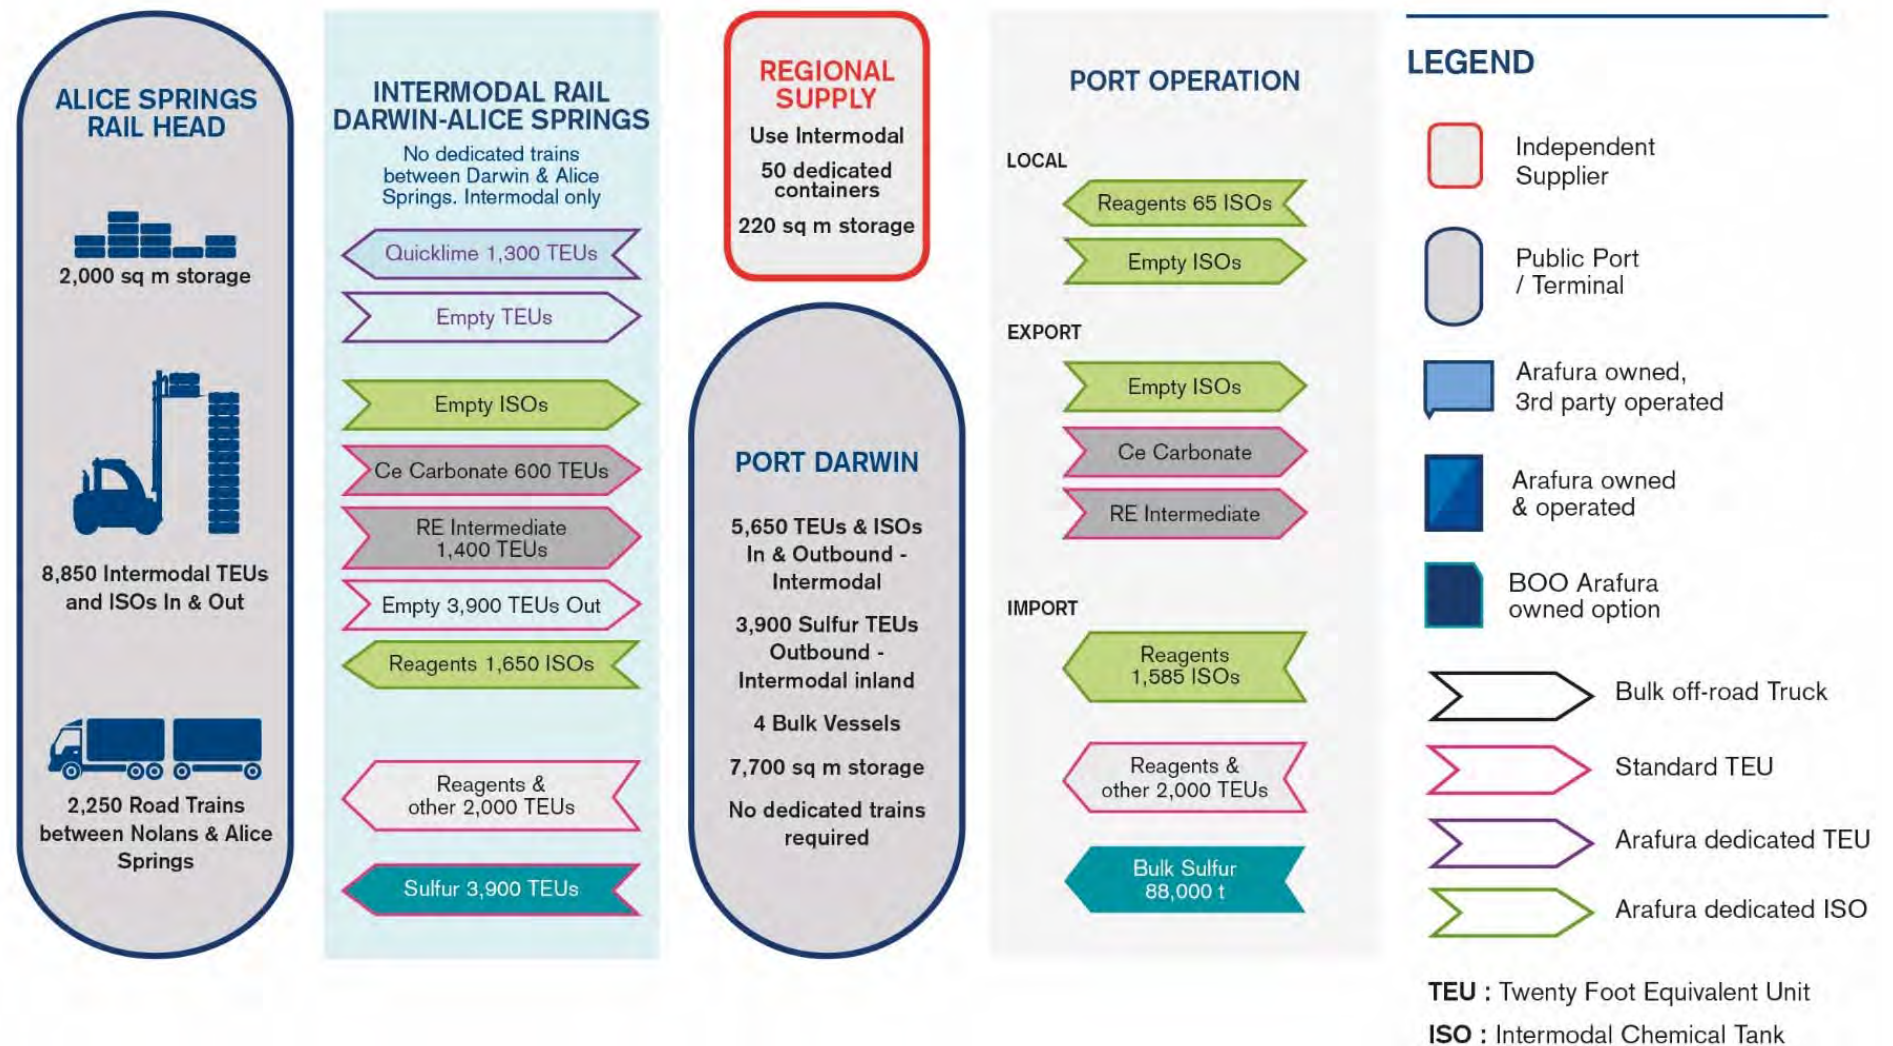 ALICE SPRINGS
RAIL HEAD
2,000 sq m storage
8,850 Intermodal TEUs
and ISOs In & Out
2,250 Road Trains
between Nolans & Alice
Springs
INTERMODAL RAIL
DARWIN-ALICE SPRINGS
No dedicated trains
between Darwin & Alice
Springs. Intermodal only
Quicklime 1,300 TEUs
Empty TEUs
Empty ISOs
Ce Carbonate 600 TEUs
RE Intermediate
1,400 TEUs
Empty 3,900 TEUs Out
Reagents 1,650 ISOs
Reagents &
other 2,000 TEUs
Sulfur 3,900 TEUs
REGIONAL
SUPPLY
Use Intermodal
50 dedicated
containers
220 sq m storage
PORT DARWIN
5,650 TEUs & ISOs
In & Outbound -
Intermodal
3,900 Sulfur TEUs
Outbound -
Intermodal inland
4 Bulk Vessels
7,700 sq m storage
No dedicated trains
required
PORT OPERATION
LOCAL
Reagents 65 ISOs
Empty ISOs
EXPORT
Empty ISOs
Ce Carbonate
RE Intermediate
IMPORT
Reagents
1,585 ISOs
Reagents &
other 2,000 TEUs
Bulk Sulfur
88,000 t
LEGEND
Independent
Supplier
Public Port
/ Terminal
Arafura owned,
3rd party operated
Arafura owned
& operated
BOO Arafura
owned option
Bulk off-road Truck
Standard TEU
Arafura dedicated TEU
Arafura dedicated ISO
TEU : Twenty Foot Equivalent Unit
ISO : Intermodal Chemical Tank